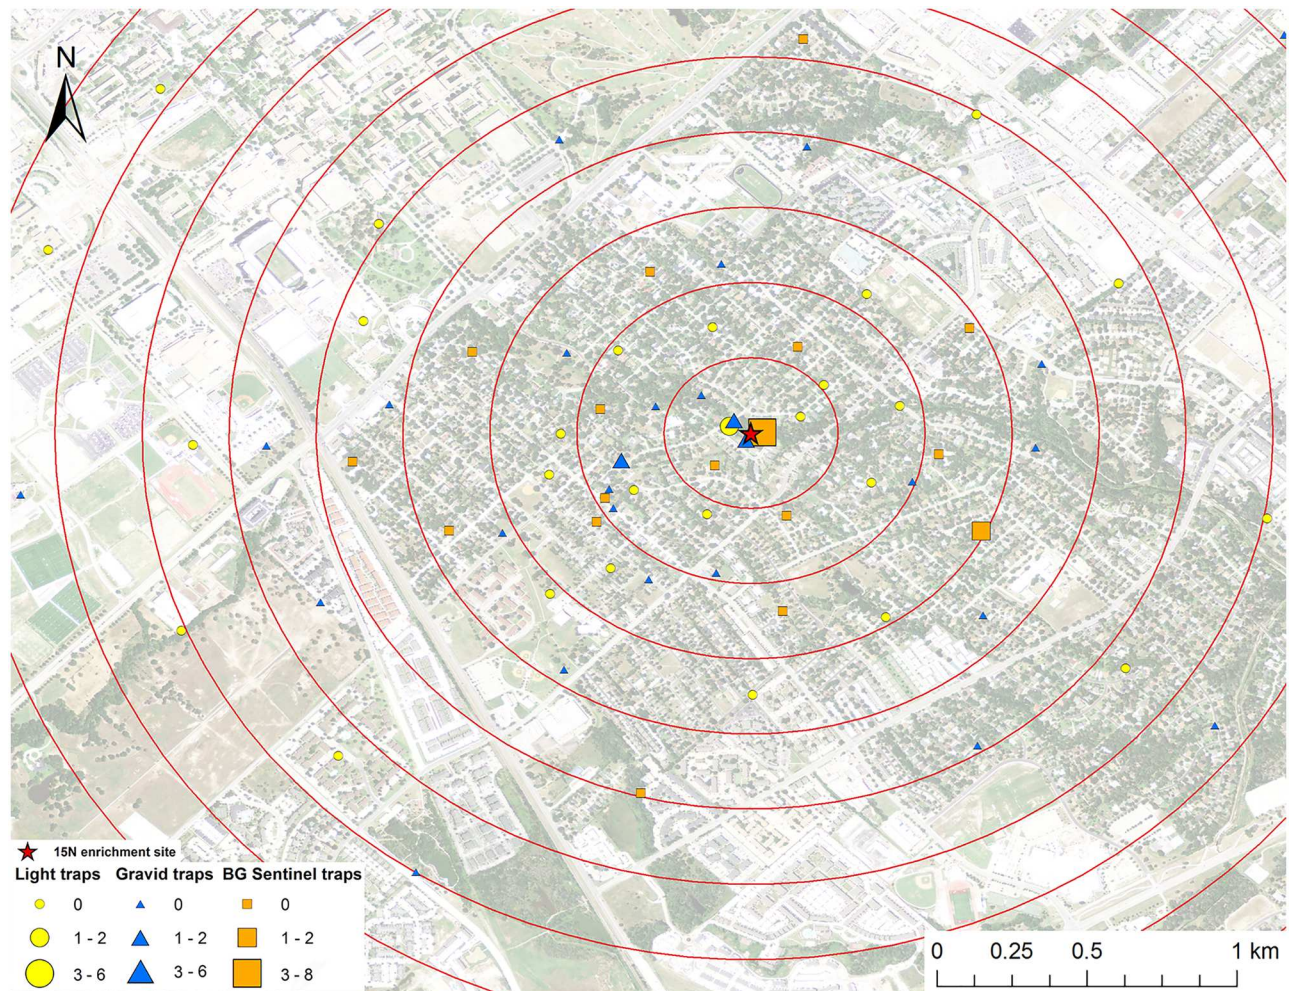 N
15N enrichment site
Light traps Gravid traps BG Sentinel traps
0 0 0
1 - 2 1 - 2 1 - 2
3 - 6 3 - 6 3 - 8
0 0.25 0.5 1 km